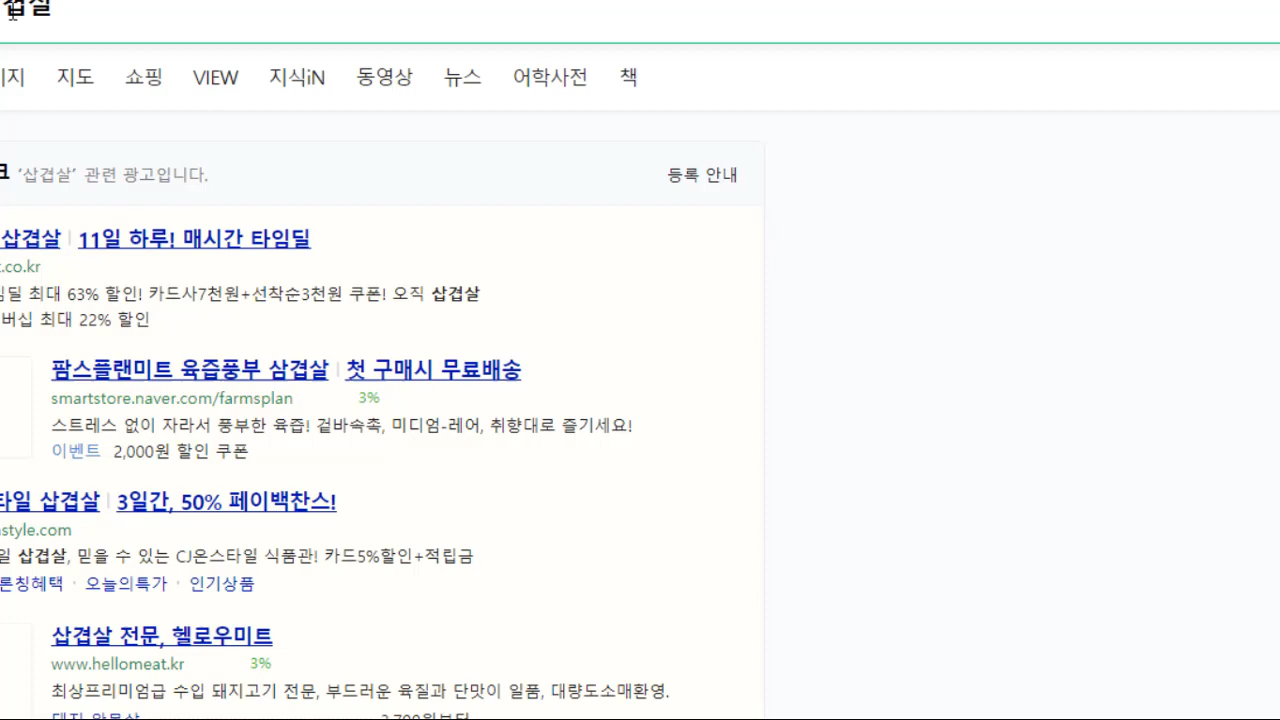 겹살
지 지도 쇼핑 VIEW 지식iN 동영상 뉴스 어학사전 책
크 '삼겹살' 관련 광고입니다. 등록 안내
삼겹살 11일 하루! 매시간 타임딜
.co.kr
임딜 최대 63% 할인! 카드사7천원+선착순3천원 쿠폰! 오직 삼겹살
버십 최대 22% 할인
팜스플랜미트 육즙풍부 삼겹살 첫 구매시 무료배송
smartstore.naver.com/farmsplan 3%
스트레스 없이 자라서 풍부한 육즙! 겉바속촉, 미디엄-레어, 취향대로 즐기세요!
이벤트 2,000원 할인 쿠폰
타일 삼겹살 3일간, 50% 페이백찬스!
style.com
일 삼겹살, 믿을 수 있는 CJ온스타일 식품관! 카드5%할인+적립금
론칭혜택 · 오늘의특가 · 인기상품
삼겹살 전문, 헬로우미트
www.hellomeat.kr 3%
최상프리미엄급 수입 돼지고기 전문, 부드러운 육질과 단맛이 일품, 대량도소매환영.